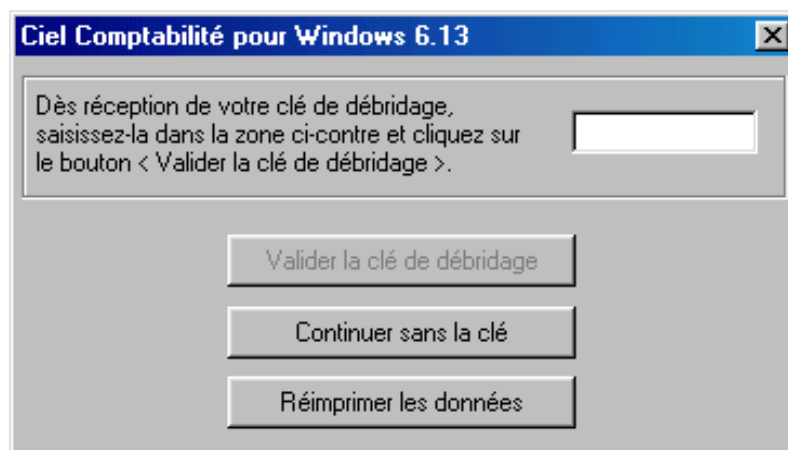 Ciel Comptabilité pour Windows 6.13
Dès réception de votre clé de débridage,
saisissez-la dans la zone ci-contre et cliquez sur
le bouton < Valider la clé de débridage >.
Valider la clé de débridage
Continuer sans la clé
Réimprimer les données